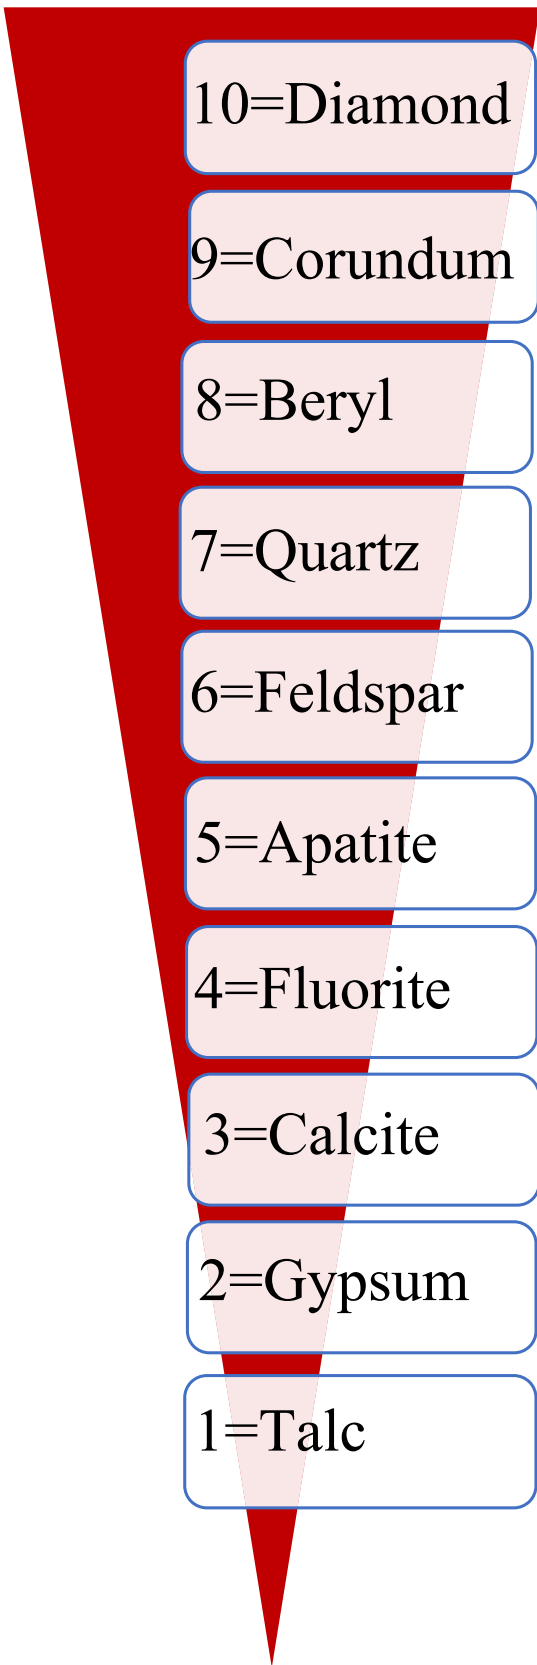 10=Diamond
9=Corundum
8=Beryl
7=Quartz
6=Feldspar
5=Apatite
4=Fluorite
3=Calcite
2=Gypsum
1=Talc